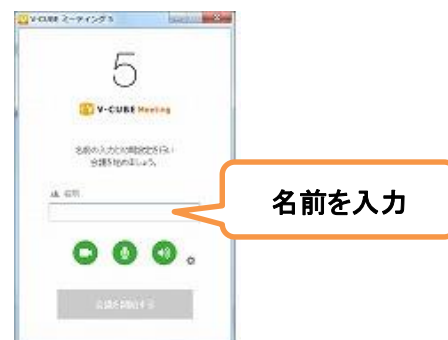 V-CUBE ミーティング 5
5
V-CUBE Meeting
名前の入力と初期設定を行い
会議を始めましょう。
名前
名前を入力
会議を開始する